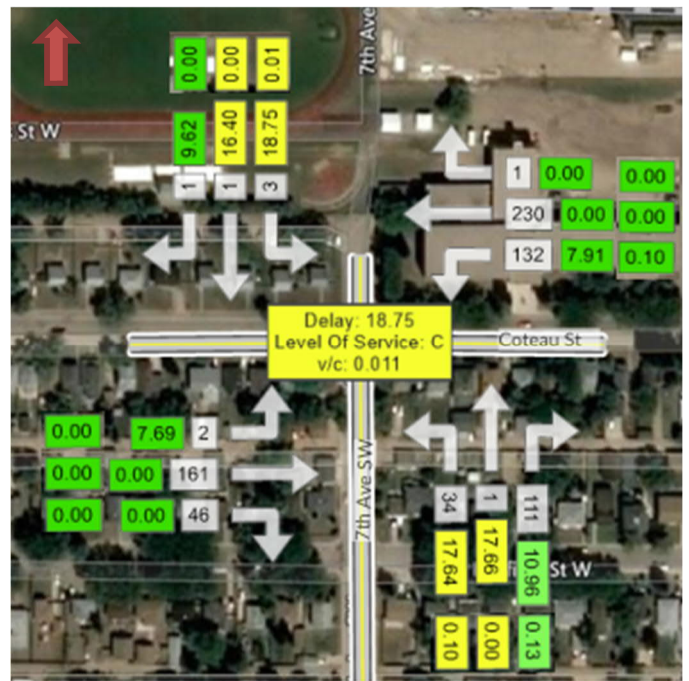 7th Ave
0.00 0.00 0.01
9.62 16.40 18.75
1 1 3
s St W
1 0.00 0.00
230 0.00 0.00
132 7.91 0.10
Delay: 18.75
Level Of Service: C
v/c: 0.011
Coteau St
0.00 7.69 2
0.00 0.00 161
0.00 0.00 46
7th Ave SW
34 1 111
17.64 17.66 10.96
0.10 0.00 0.13
St W